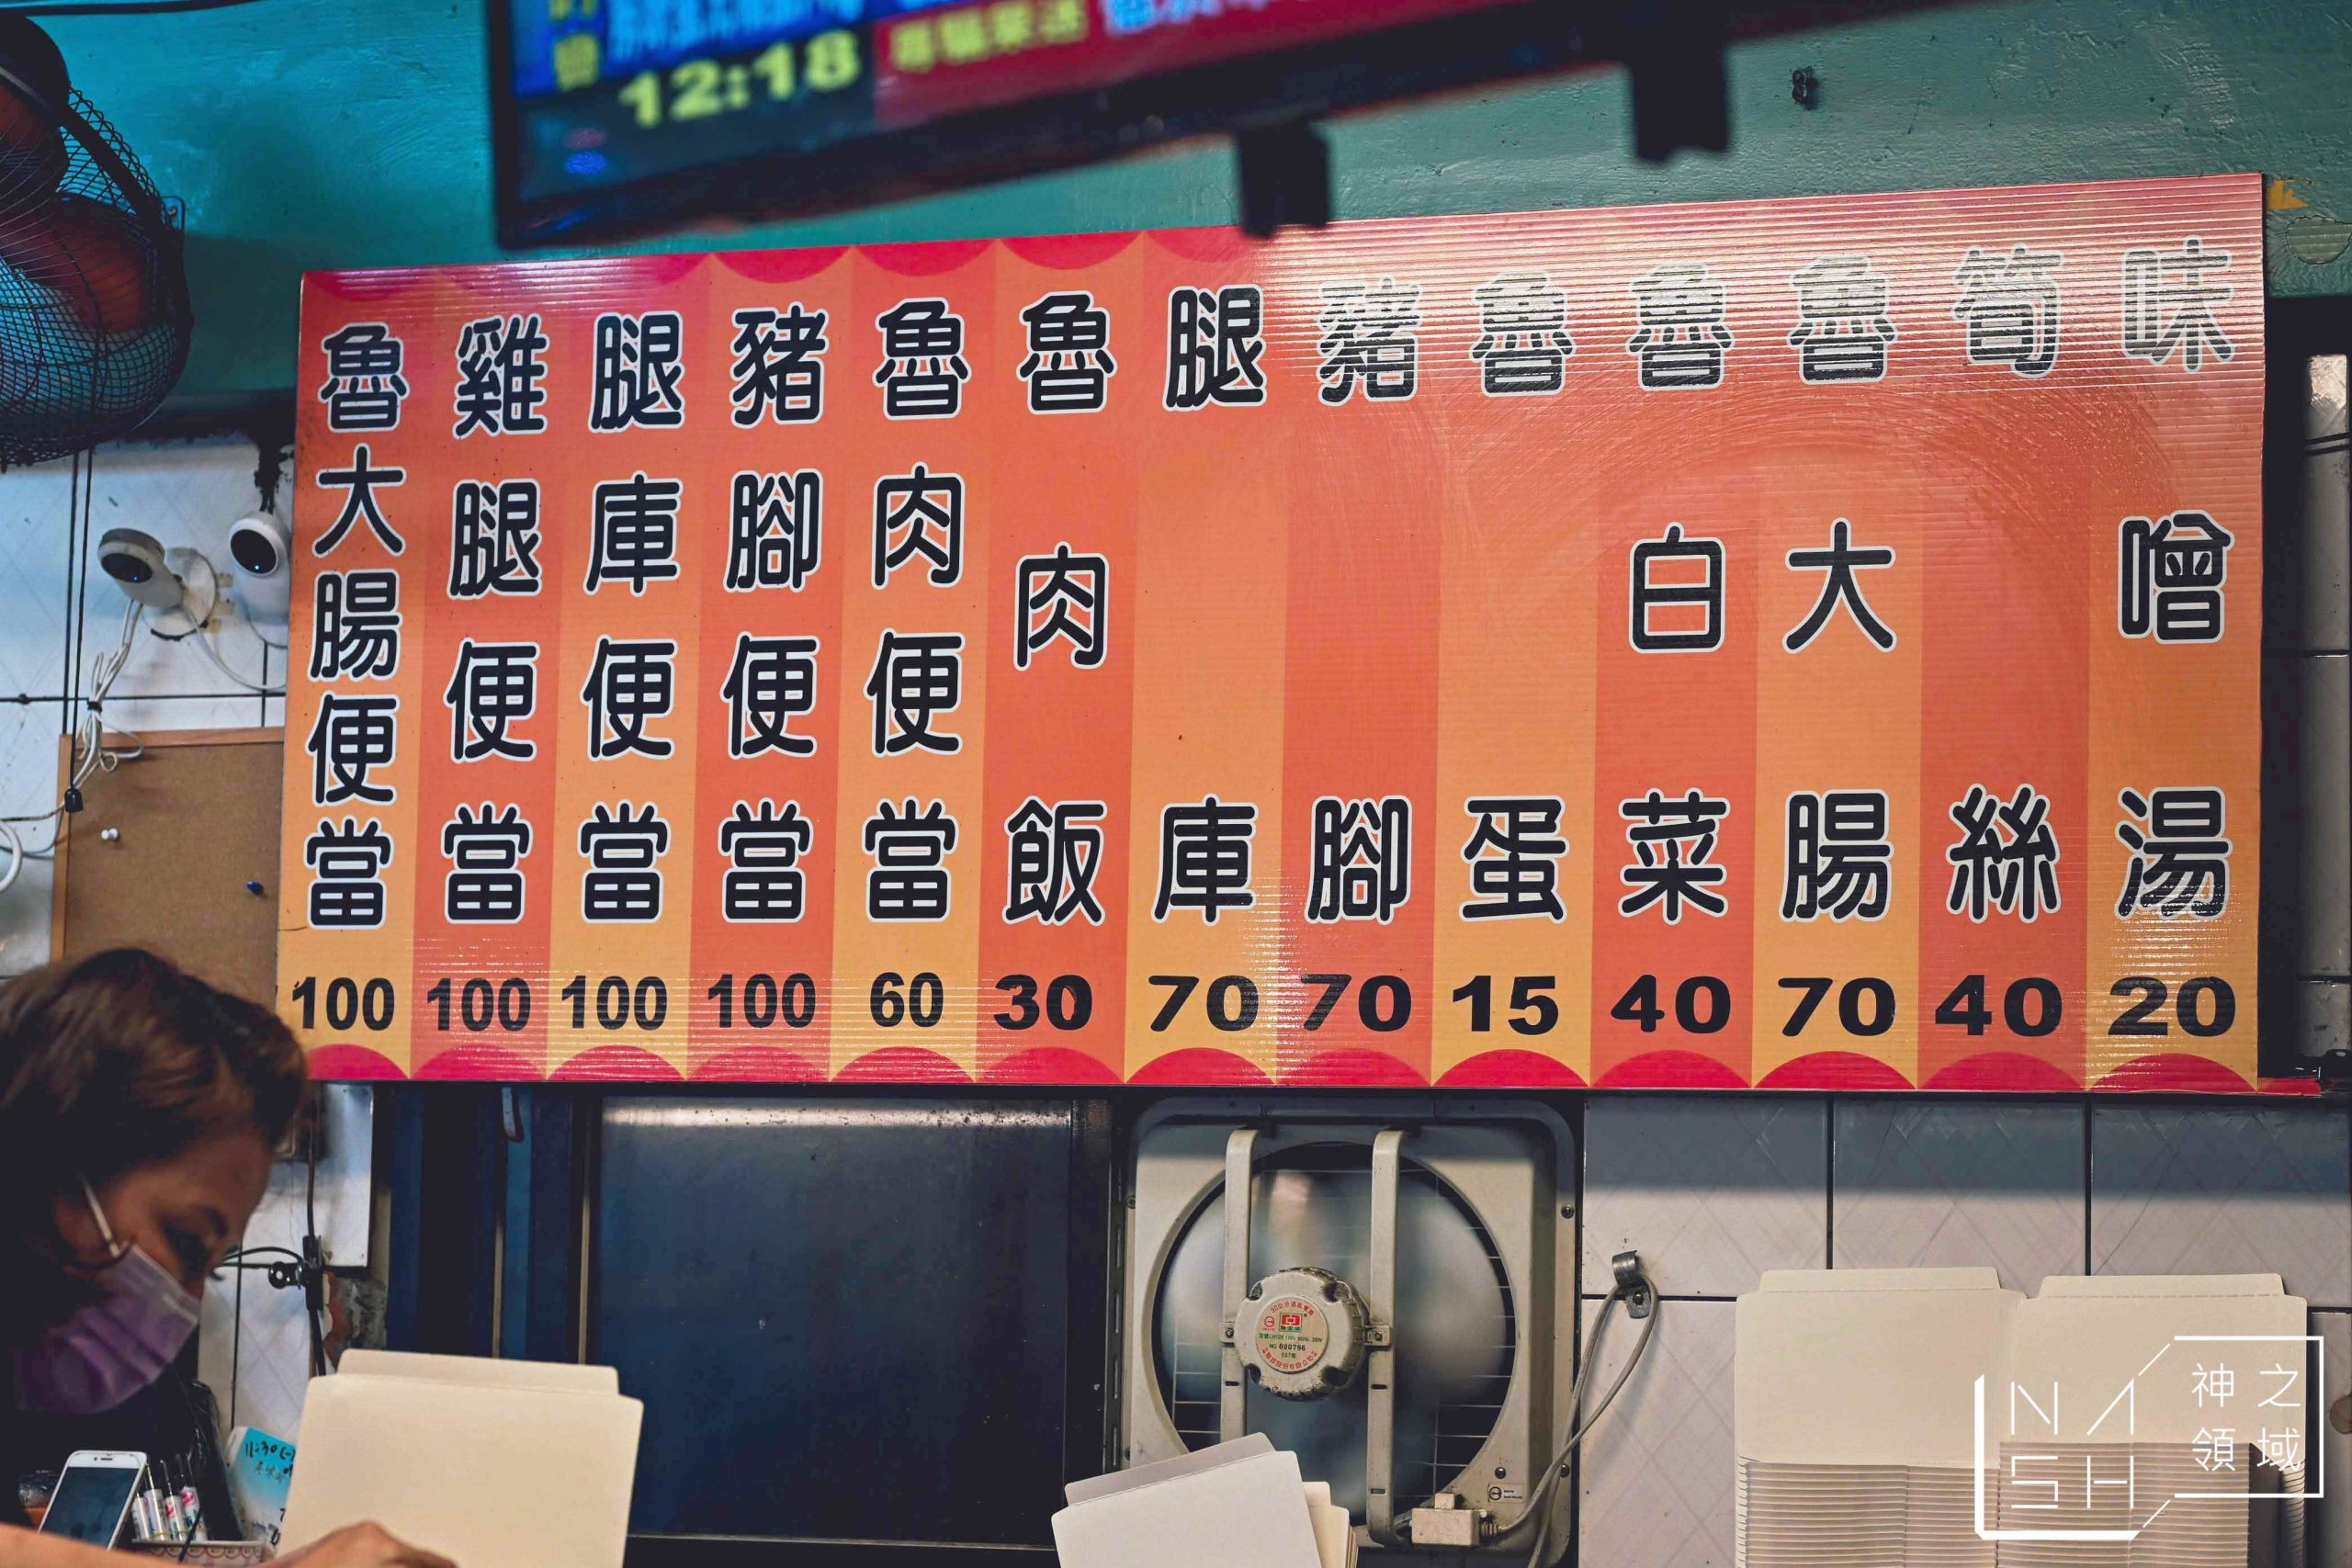 12:18
魯大腸便當 100
雞腿便當 100
腿庫便當 100
豬腳便當 100
魯肉便當 60
魯肉飯 30
腿庫 70
豬腳 70
魯蛋 15
魯白菜 40
魯大腸 70
筍絲 40
味噌湯 20
NO 000796
NASH
神之
領域